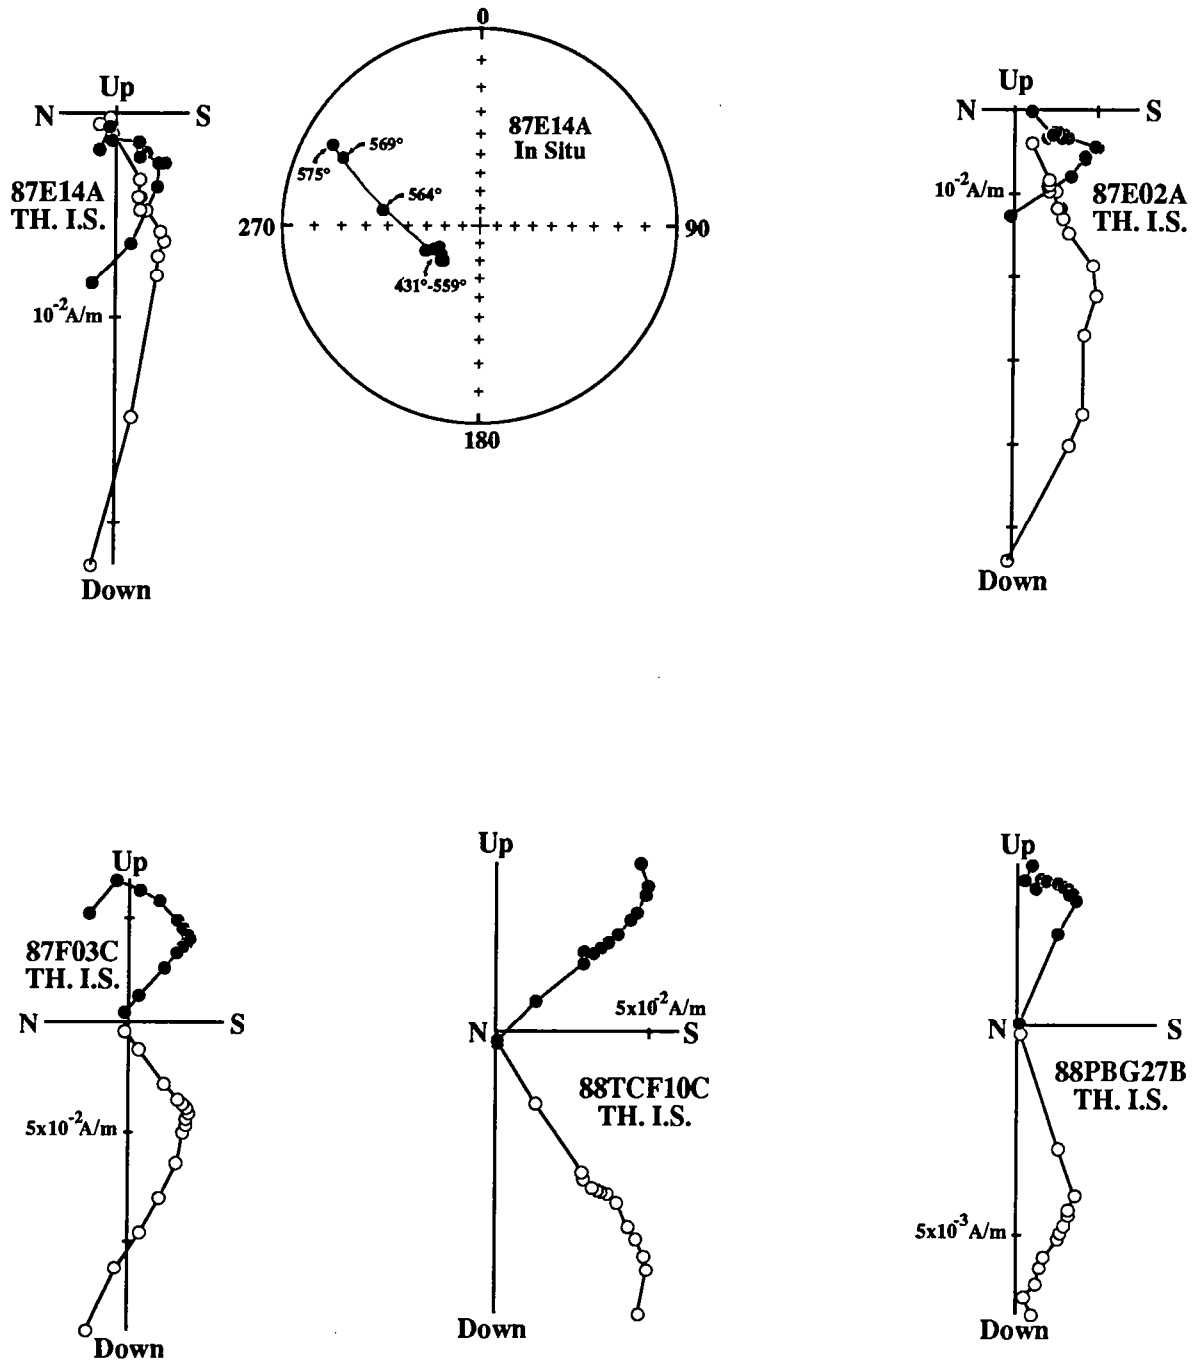 Up
N S
87E14A
TH. I.S.
10⁻²A/m
Down
0
87E14A
In Situ
569°
575°
564°
270
90
431°-559°
180
Up
N S
10⁻²A/m
87E02A
TH. I.S.
Down
Up
87F03C
TH. I.S.
N S
5x10⁻²A/m
Down
Up
5x10⁻²A/m
N S
88TCF10C
TH. I.S.
Down
Up
N S
88PBG27B
TH. I.S.
5x10⁻³A/m
Down